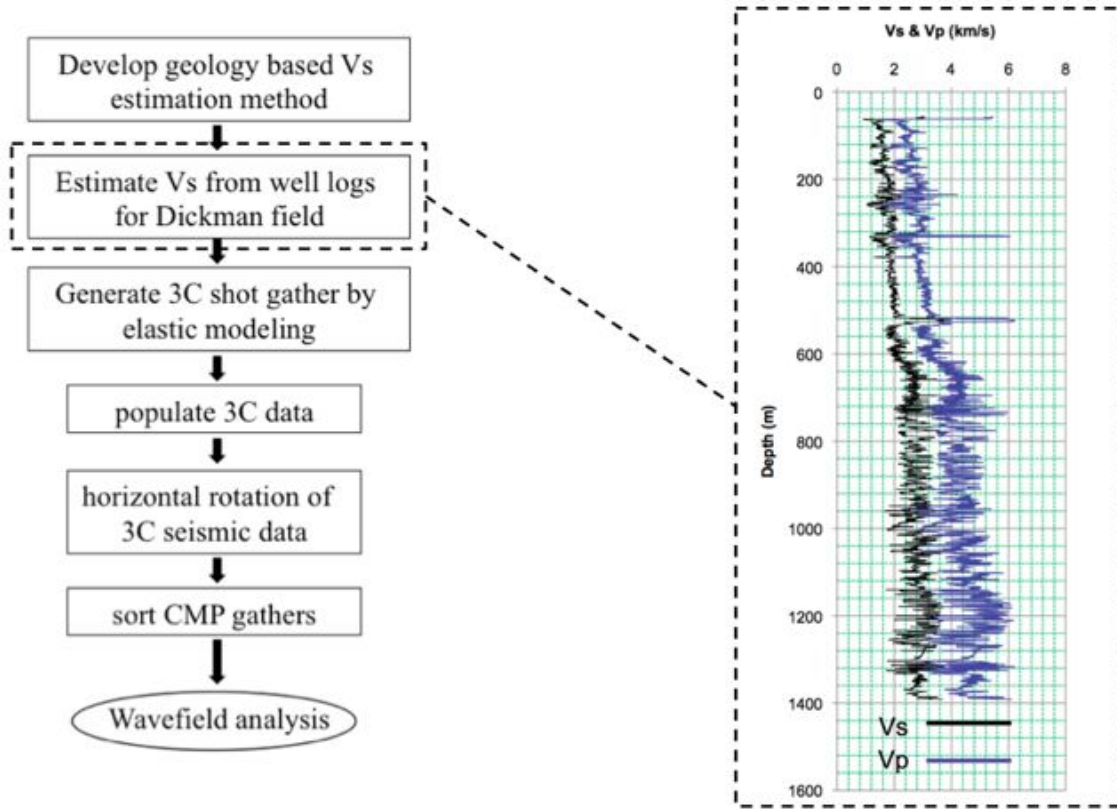 Develop geology based Vs
estimation method
Estimate Vs from well logs
for Dickman field
Generate 3C shot gather by
elastic modeling
populate 3C data
horizontal rotation of
3C seismic data
sort CMP gathers
Wavefield analysis
Vs & Vp (km/s)
0 2 4 6 8
0
200
400
600
800
1000
1200
1400
1600
Depth (m)
Vs
Vp